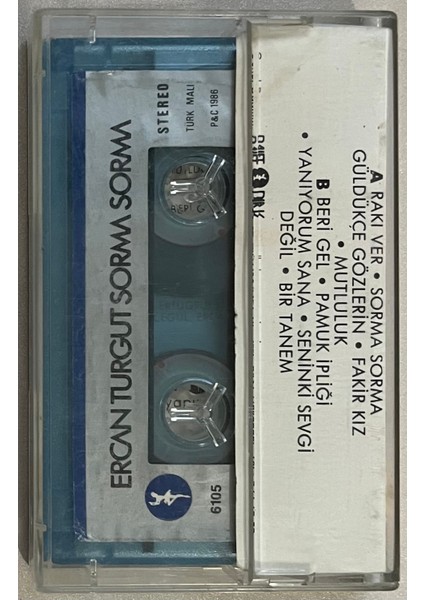 A RAKI VER • SORMA SORMA
GÜLDÜKÇE GÖZLERİN • FAKİR KIZ
• MUTLULUK
B BERİ GEL • PAMUK İPLİĞİ
• YANIYORUM SANA • SENİNKİ SEVGİ
DEĞİL • BİR TANEM
STEREO
TÜRK MALI
P&C 1986
ERCAN TURGUT SORMA SORMA
6105